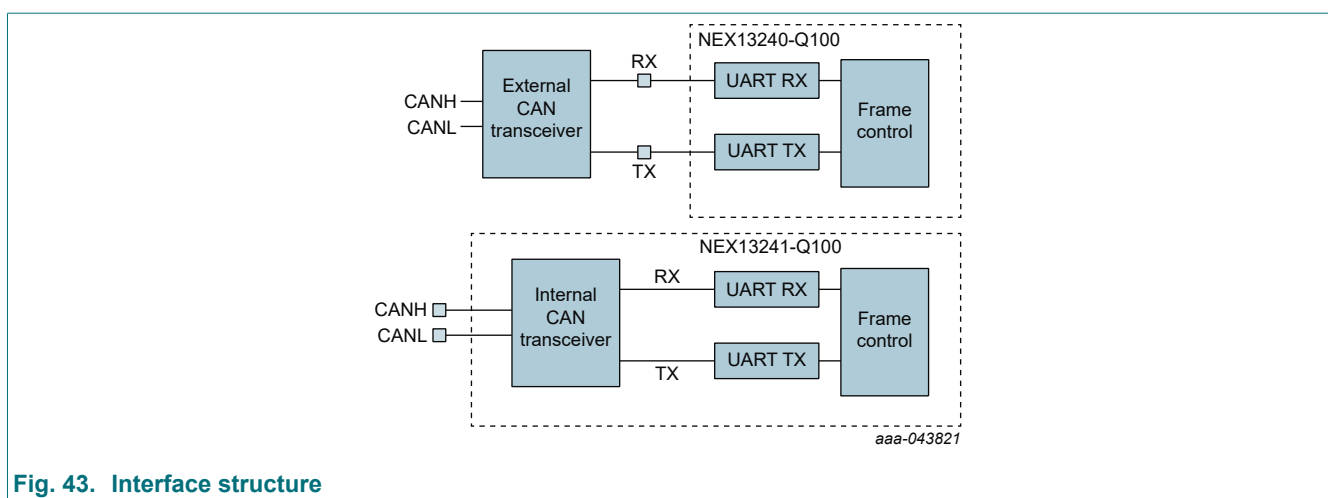 NEX13240-Q100
External
CAN
transceiver
CANH
CANL
RX
TX
UART RX
UART TX
Frame
control
NEX13241-Q100
CANH
CANL
Internal
CAN
transceiver
RX
TX
UART RX
UART TX
Frame
control
aaa-043821
Fig. 43. Interface structure